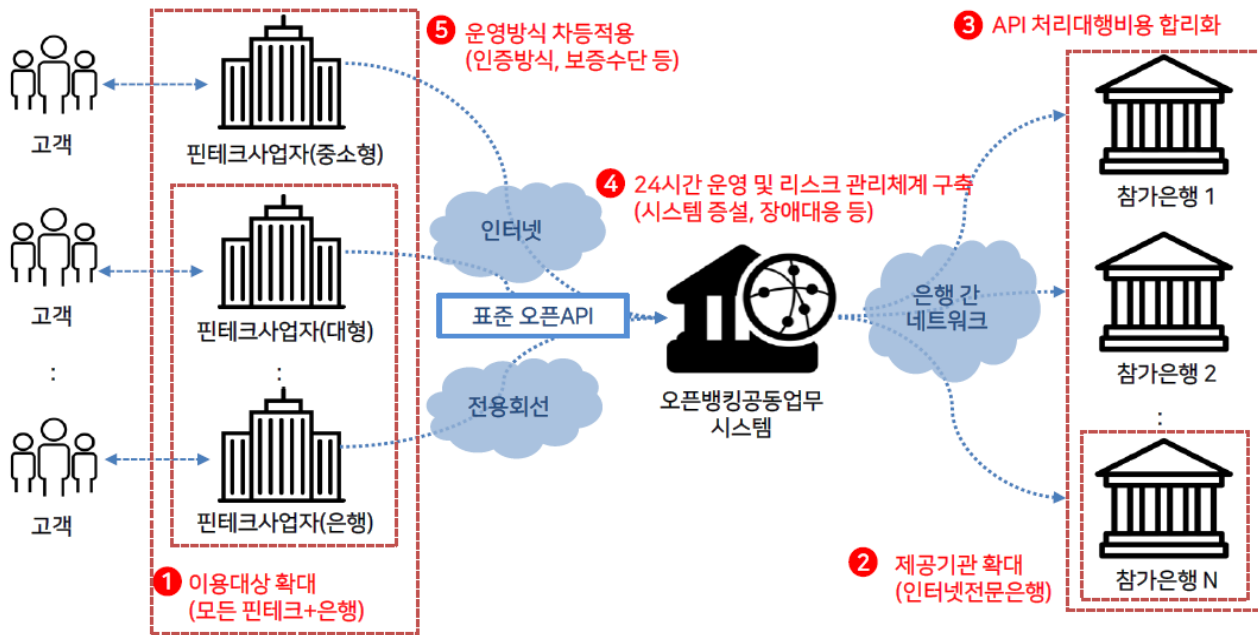 ❺ 운영방식 차등적용
(인증방식, 보증수단 등)
❸ API 처리대행비용 합리화
고객
핀테크사업자(중소형)
❹ 24시간 운영 및 리스크 관리체계 구축
(시스템 증설, 장애대응 등)
참가은행 1
인터넷
고객
핀테크사업자(대형)
표준 오픈API
은행 간
네트워크
참가은행 2
:
:
:
전용회선
오픈뱅킹공동업무
시스템
고객
핀테크사업자(은행)
참가은행 N
❶ 이용대상 확대
(모든 핀테크+은행)
❷ 제공기관 확대
(인터넷전문은행)